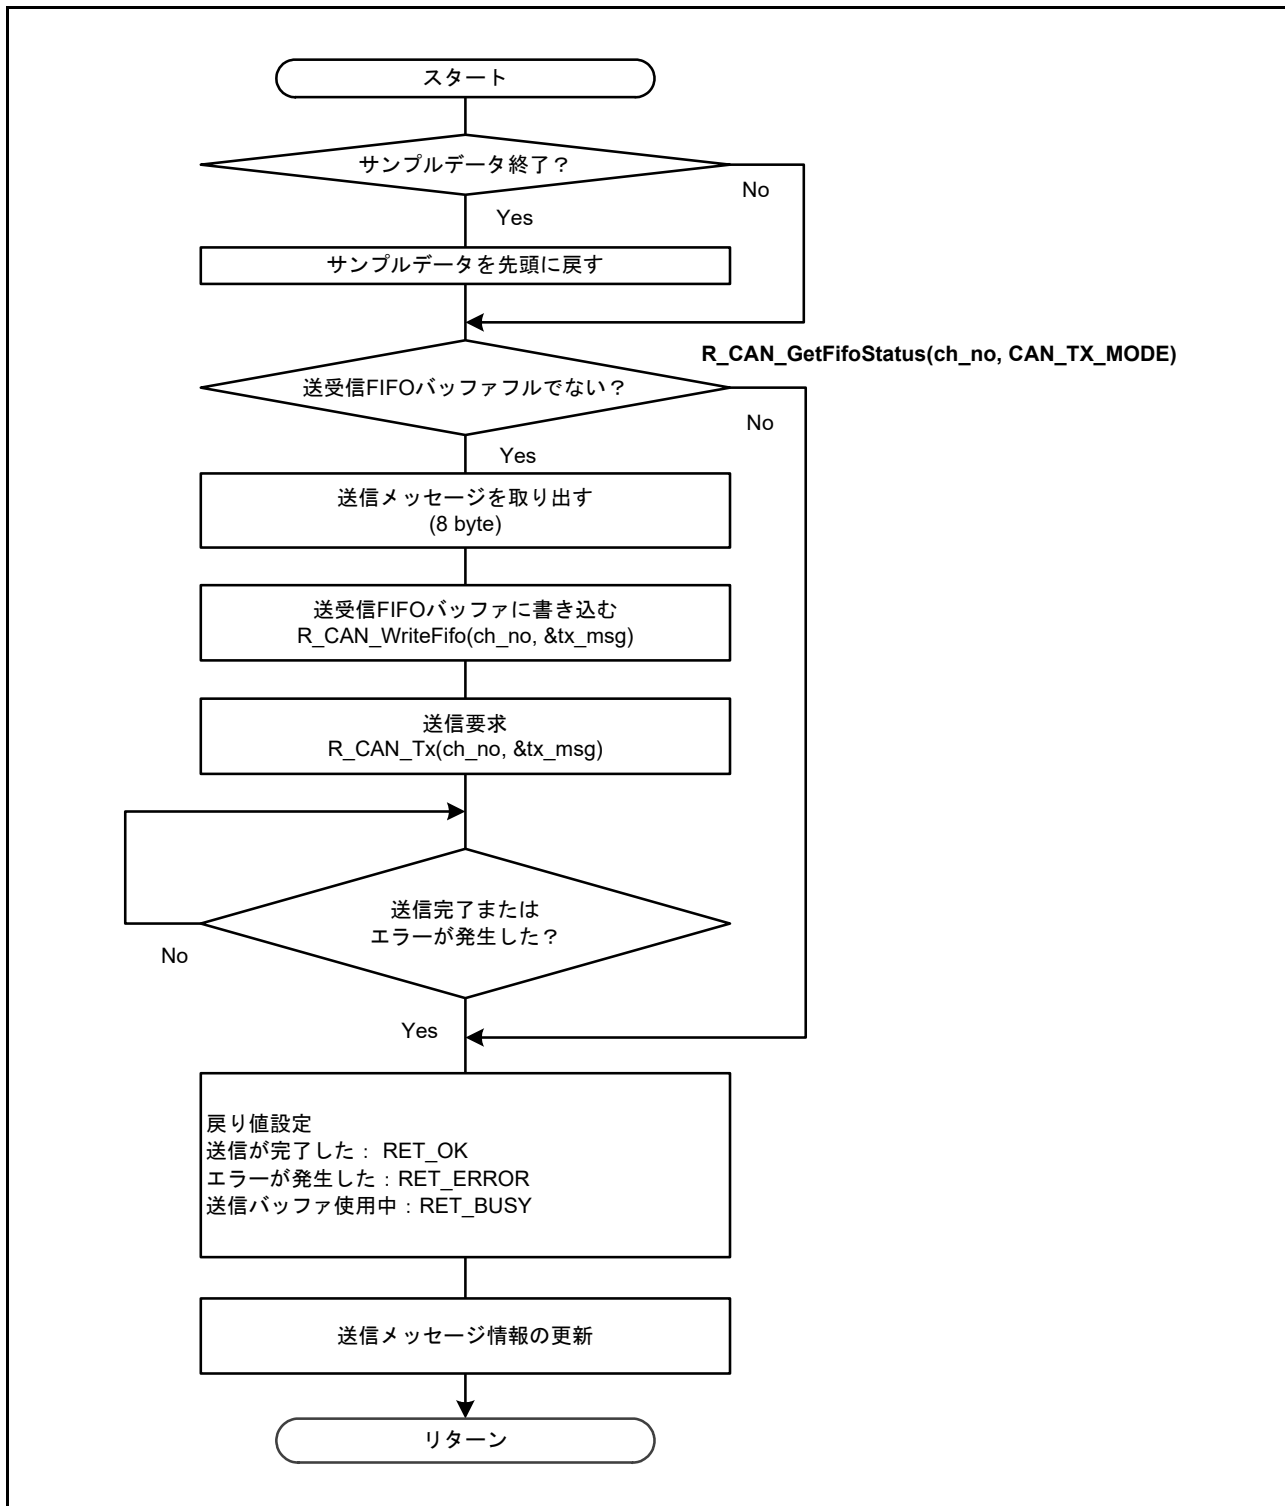 スタート
サンプルデータ終了？
No
Yes
サンプルデータを先頭に戻す
R_CAN_GetFifoStatus(ch_no, CAN_TX_MODE)
送受信FIFOバッファフルでない？
No
Yes
送信メッセージを取り出す
(8 byte)
送受信FIFOバッファに書き込む
R_CAN_WriteFifo(ch_no, &tx_msg)
送信要求
R_CAN_Tx(ch_no, &tx_msg)
送信完了または
エラーが発生した？
No
Yes
戻り値設定
送信が完了した： RET_OK
エラーが発生した：RET_ERROR
送信バッファ使用中：RET_BUSY
送信メッセージ情報の更新
リターン